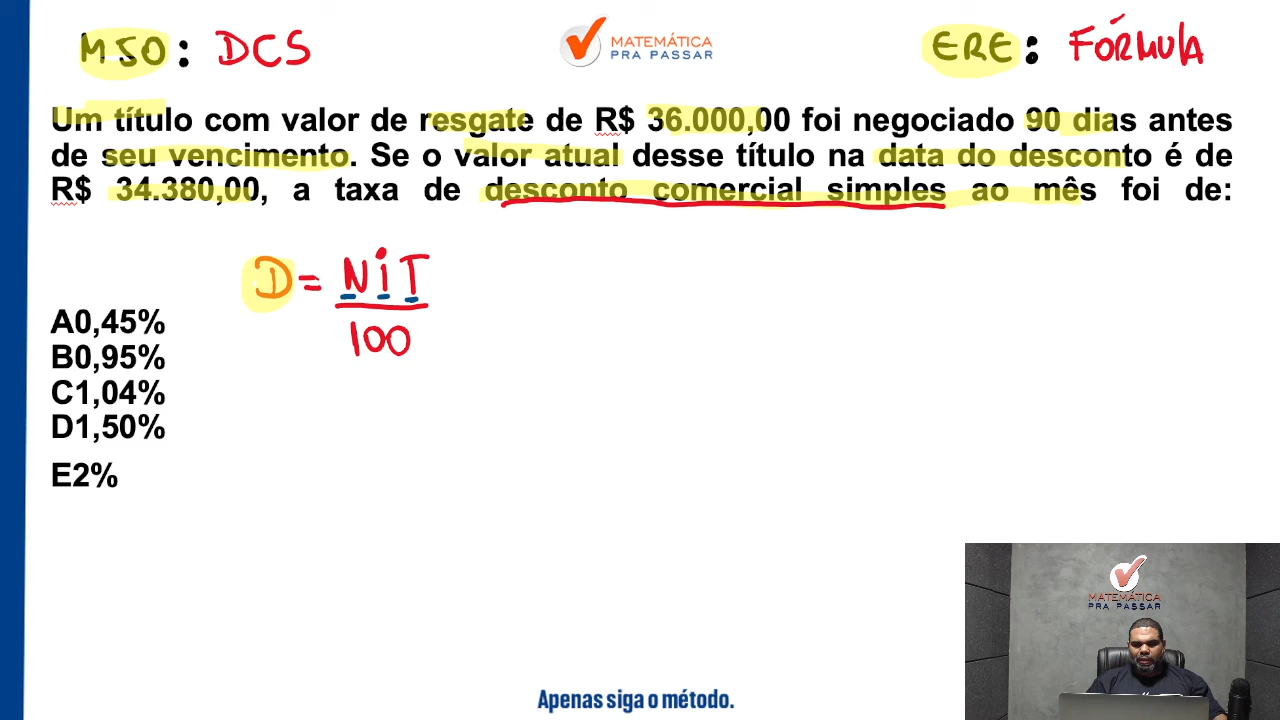 MSO: DCS
MATEMÁTICA
PRA PASSAR
ERE: FÓRMULA
Um título com valor de resgate de R$ 36.000,00 foi negociado 90 dias antes
de seu vencimento. Se o valor atual desse título na data do desconto é de
R$ 34.380,00, a taxa de desconto comercial simples ao mês foi de:
D = NiT
100
A0,45%
B0,95%
C1,04%
D1,50%
E2%
MATEMÁTICA
PRA PASSAR
Apenas siga o método.